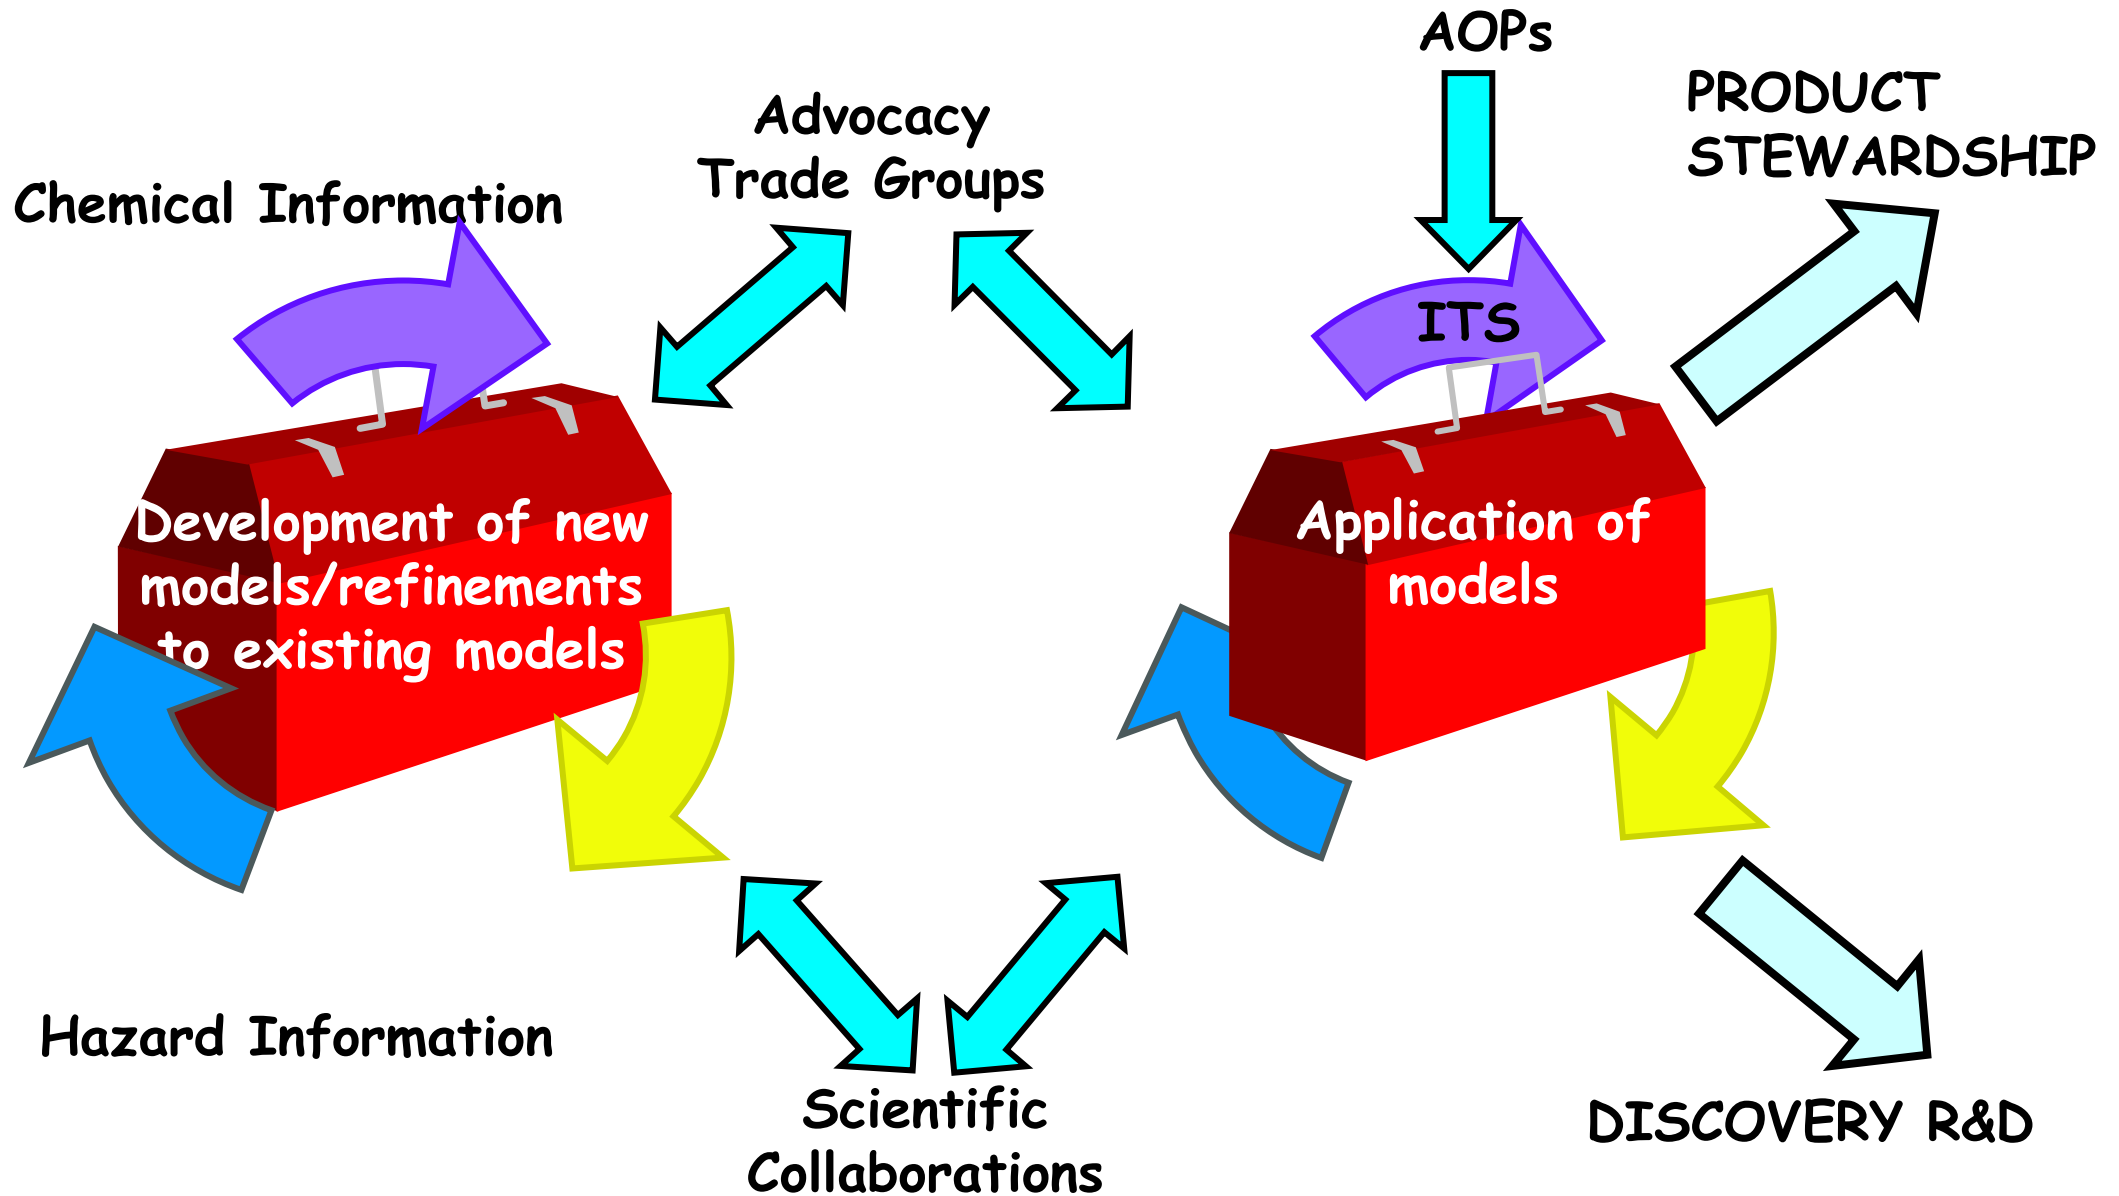 AOPs
PRODUCT
STEWARDSHIP
Advocacy
Trade Groups
Chemical Information
ITS
Development of new
models/refinements
to existing models
Application of
models
Hazard Information
Scientific
Collaborations
DISCOVERY R&D